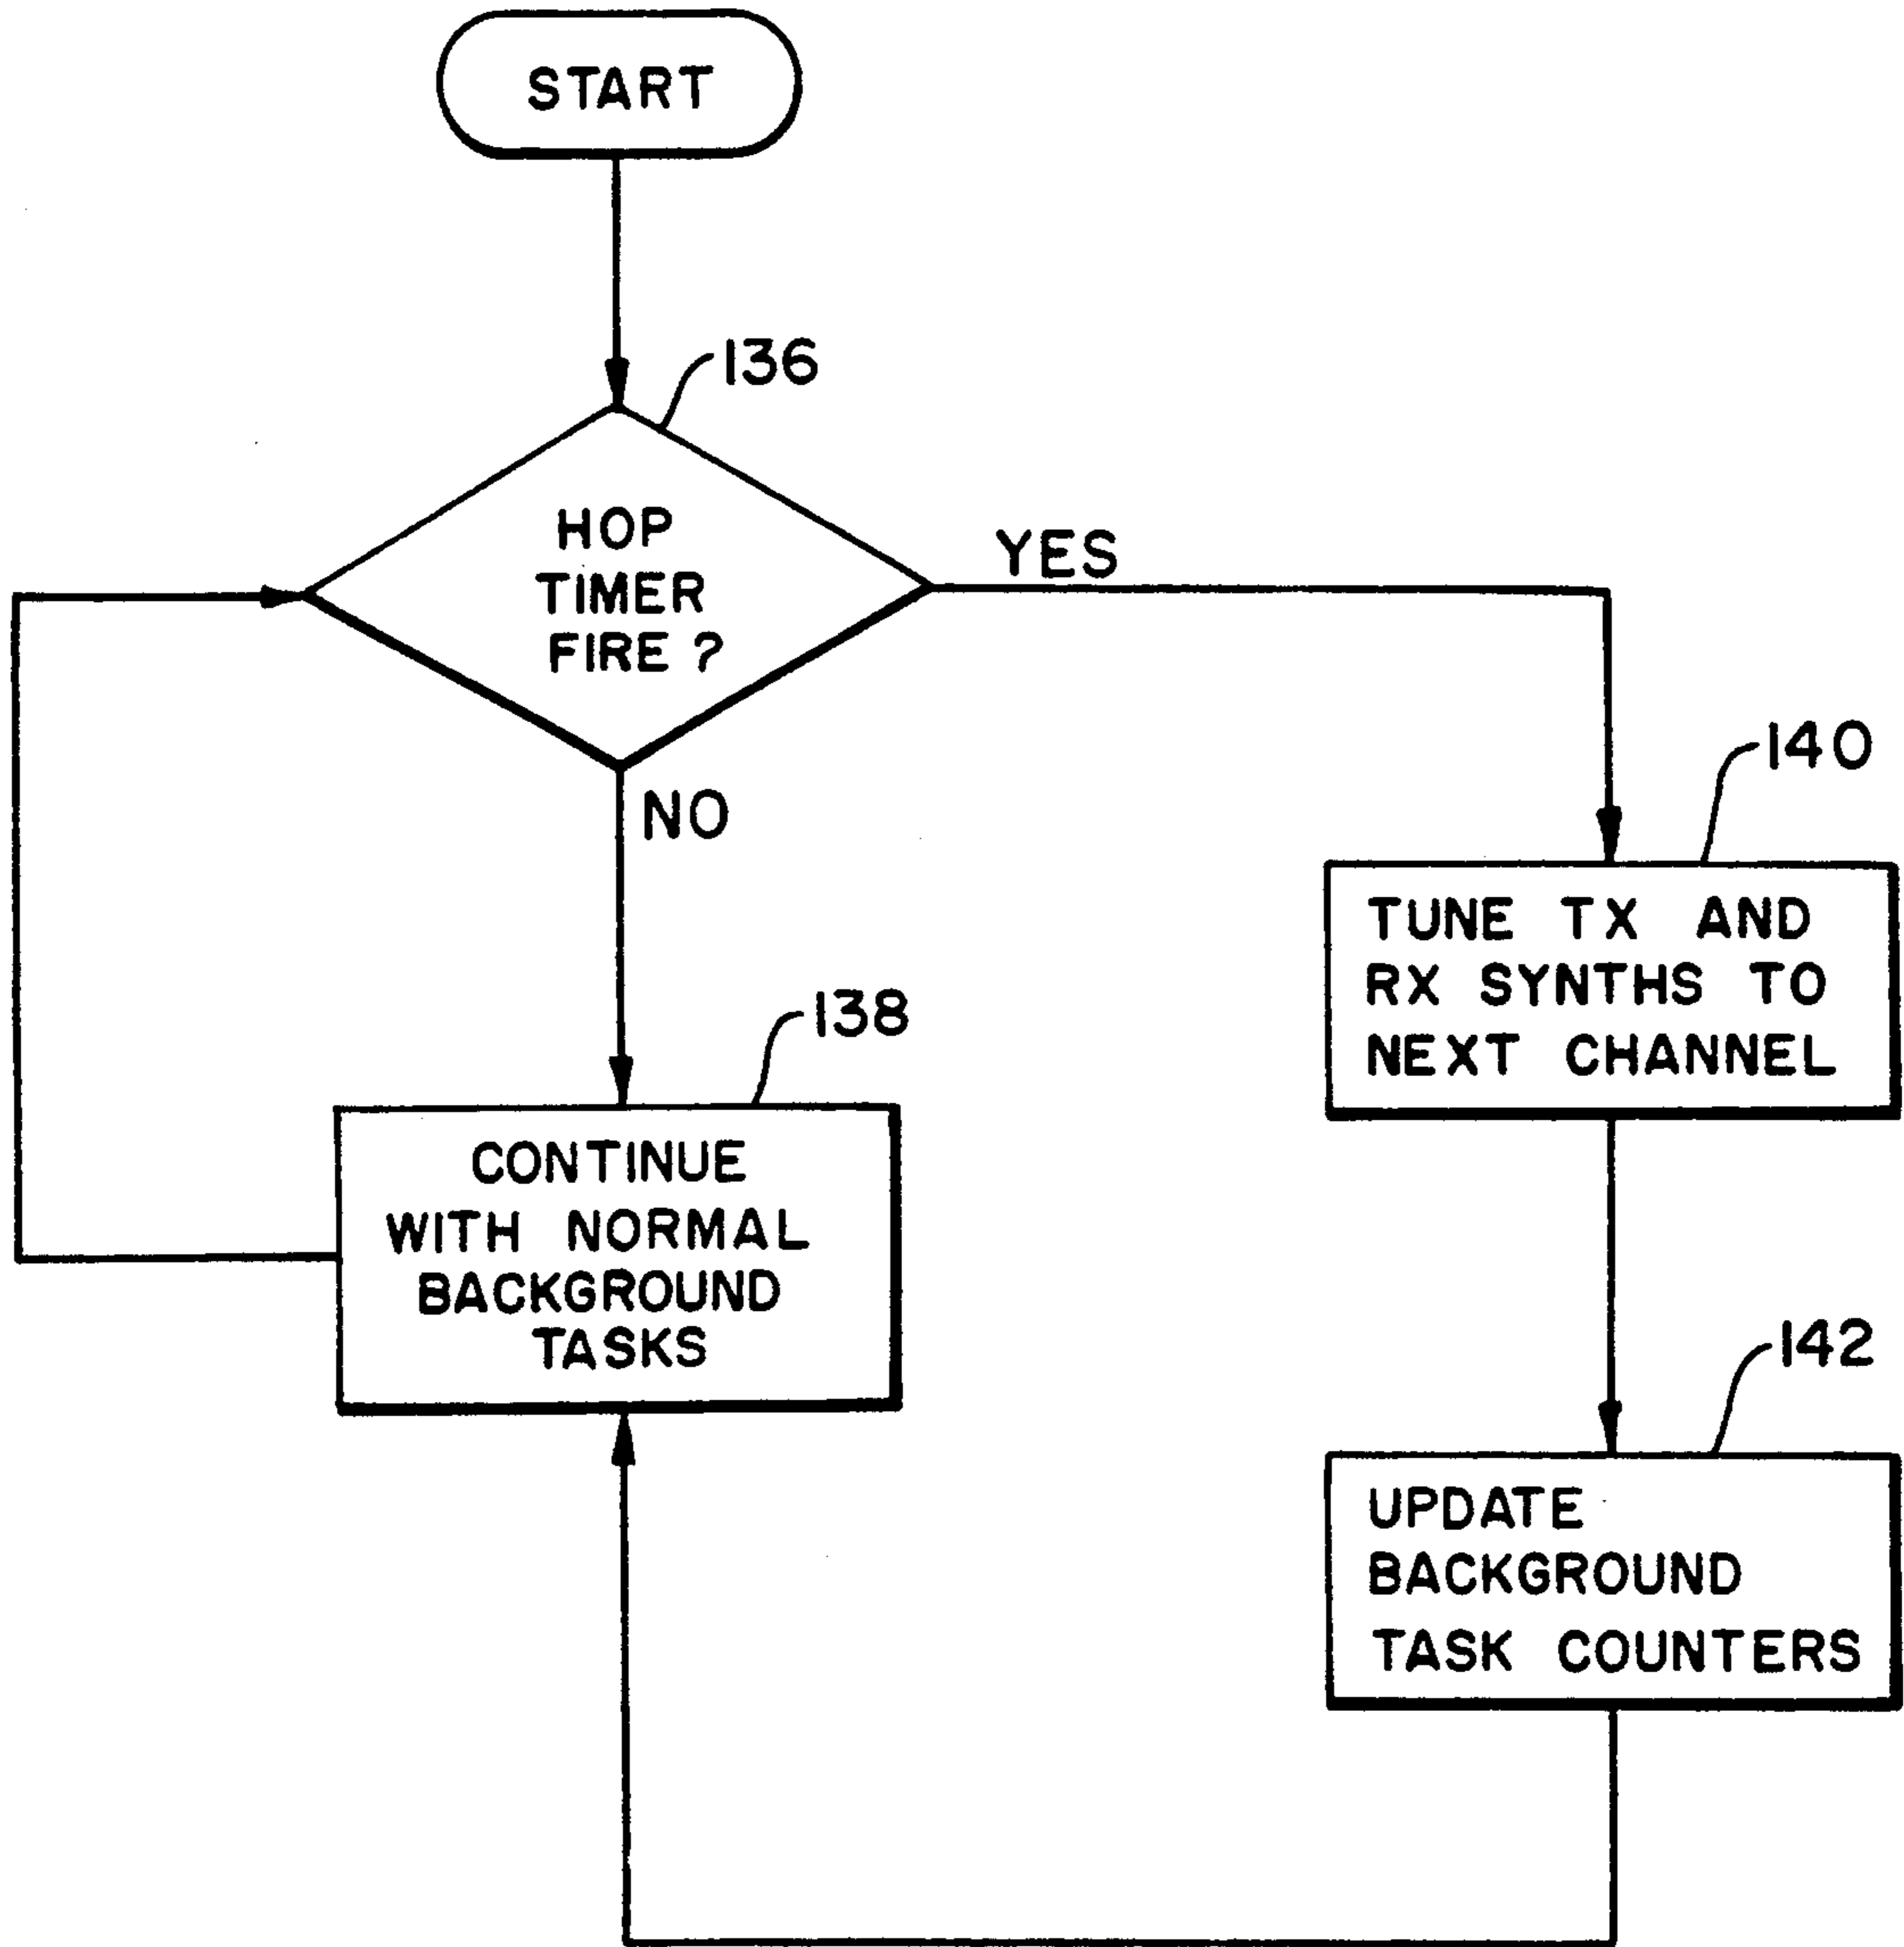 START
136
HOP
TIMER
FIRE ?
YES
NO
140
TUNE TX AND
RX SYNTHS TO
NEXT CHANNEL
138
CONTINUE
WITH NORMAL
BACKGROUND
TASKS
142
UPDATE
BACKGROUND
TASK COUNTERS